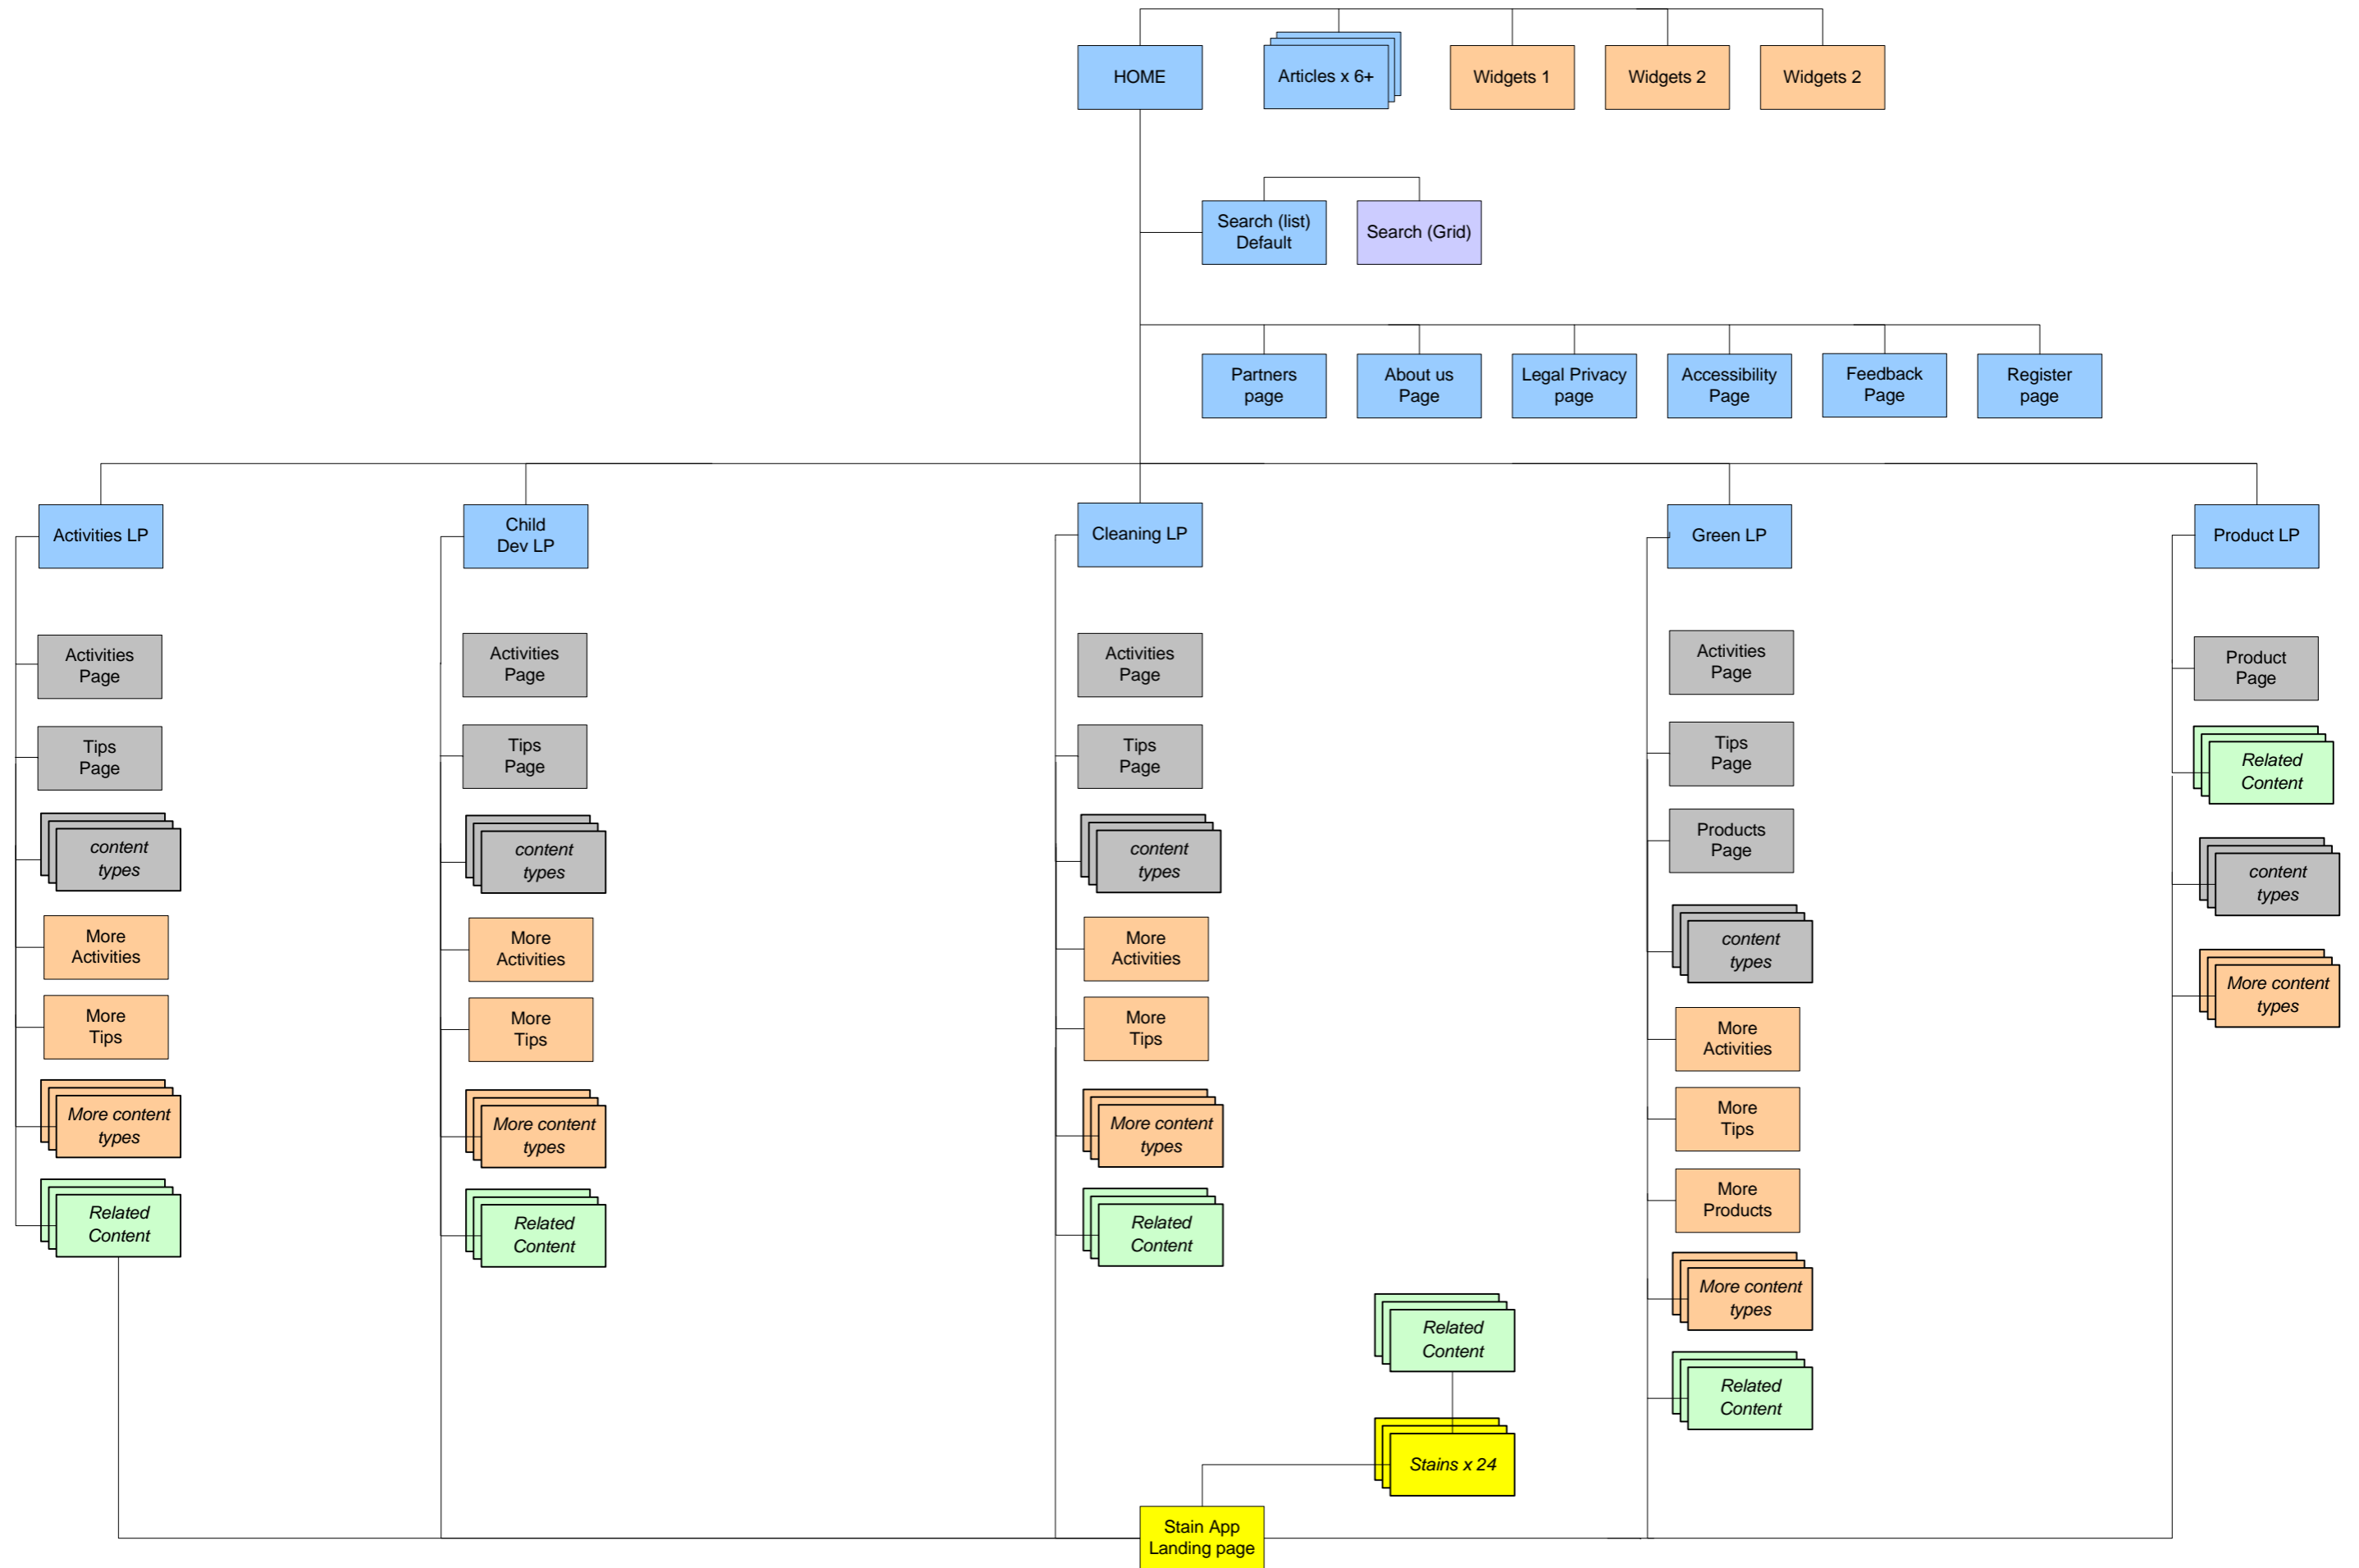 HOME
Articles x 6+
Widgets 1
Widgets 2
Widgets 2
Search (list)
Default
Search (Grid)
Partners
page
About us
Page
Legal Privacy
page
Accessibility
Page
Feedback
Page
Register
page
Activities LP
Child
Dev LP
Cleaning LP
Green LP
Product LP
Activities
Page
Tips
Page
content
types
More
Activities
More
Tips
More content
types
Related
Content
Activities
Page
Tips
Page
content
types
More
Activities
More
Tips
More content
types
Related
Content
Activities
Page
Tips
Page
content
types
More
Activities
More
Tips
More content
types
Related
Content
Activities
Page
Tips
Page
Products
Page
content
types
More
Activities
More
Tips
More
Products
More content
types
Related
Content
Product
Page
Related
Content
content
types
More content
types
Related
Content
Stains x 24
Stain App
Landing page